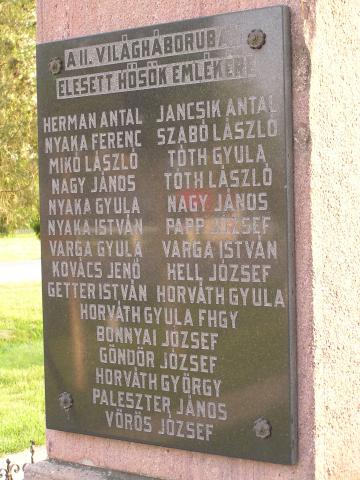 A II. VILÁGHÁBORUBAN
ELESETT HŐSÖK EMLÉKÉRE
HERMAN ANTAL JANCSIK ANTAL
NYAKA FERENC SZABÓ LÁSZLÓ
MIKÓ LÁSZLÓ TÓTH GYULA
NAGY JÁNOS TÓTH LÁSZLÓ
NYAKA GYULA NAGY JÁNOS
NYAKA ISTVÁN PAPP JÓZSEF
VARGA GYULA VARGA ISTVÁN
KOVÁCS JENŐ HELL JÓZSEF
GETTER ISTVÁN HORVÁTH GYULA
HORVÁTH GYULA FHGY
BONNYAI JÓZSEF
GÖNDÖR JÓZSEF
HORVÁTH GYÖRGY
PALESZTER JÁNOS
VÖRÖS JÓZSEF